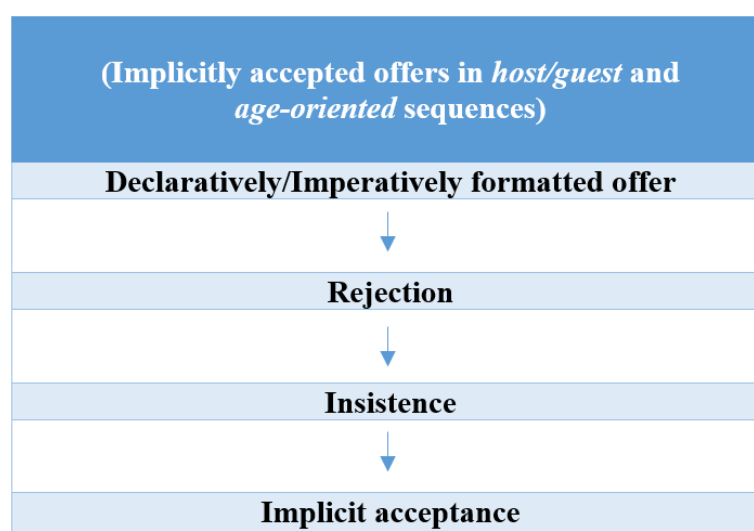 (Implicitly accepted offers in host/guest and
age-oriented sequences)
Declaratively/Imperatively formatted offer
Rejection
Insistence
Implicit acceptance